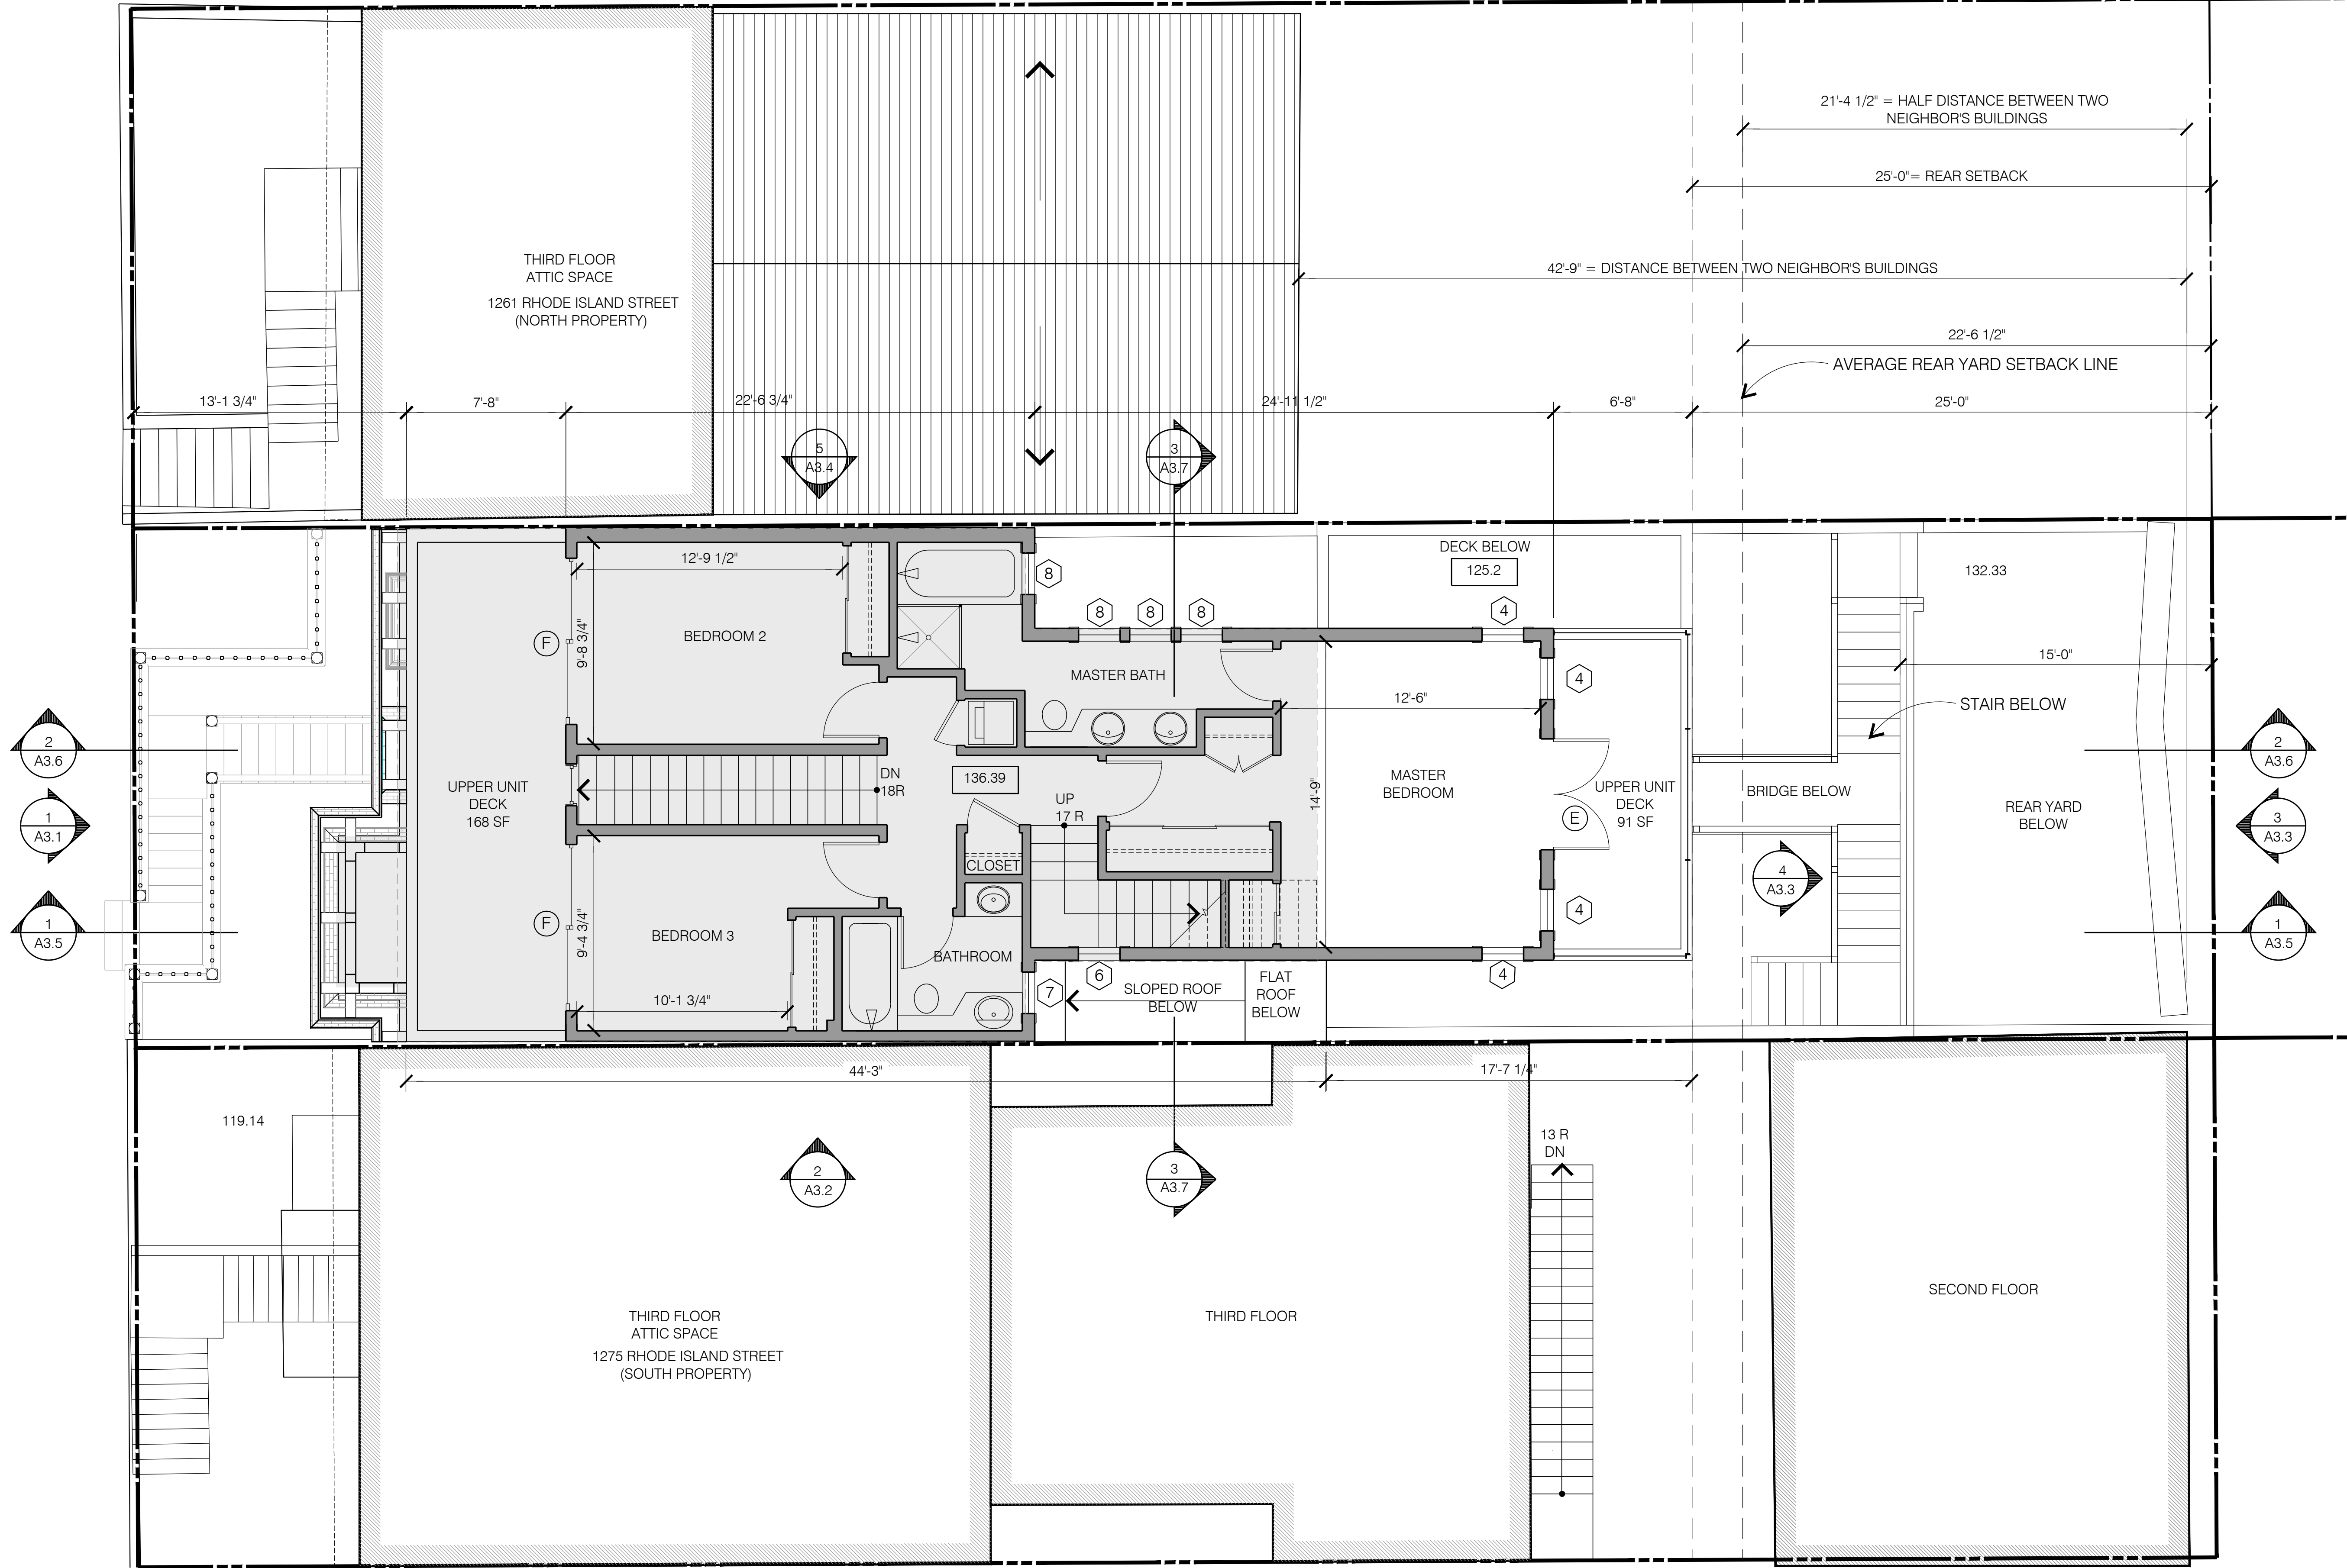 21'-4 1/2" = HALF DISTANCE BETWEEN TWO
NEIGHBOR'S BUILDINGS
25'-0"= REAR SETBACK
THIRD FLOOR
ATTIC SPACE
1261 RHODE ISLAND STREET
(NORTH PROPERTY)
42'-9" = DISTANCE BETWEEN TWO NEIGHBOR'S BUILDINGS
22'-6 1/2"
AVERAGE REAR YARD SETBACK LINE
13'-1 3/4"
7'-8"
22'-6 3/4"
24'-11 1/2"
6'-8"
25'-0"
5
A3.4
3
A3.7
DECK BELOW
125.2
132.33
12'-9 1/2"
8
8
8
8
4
F
9'-8 3/4"
BEDROOM 2
MASTER BATH
4
15'-0"
12'-6"
STAIR BELOW
2
A3.6
2
A3.6
DN
18R
136.39
UPPER UNIT
DECK
168 SF
MASTER
BEDROOM
14'-9"
UPPER UNIT
DECK
91 SF
BRIDGE BELOW
REAR YARD
BELOW
UP
17 R
E
1
A3.1
3
A3.3
CLOSET
4
A3.3
F
9'-4 3/4"
BEDROOM 3
4
1
A3.5
1
A3.5
BATHROOM
10'-1 3/4"
7
6
SLOPED ROOF
BELOW
FLAT
ROOF
BELOW
4
44'-3"
17'-7 1/4"
119.14
2
A3.2
3
A3.7
13 R
DN
THIRD FLOOR
ATTIC SPACE
1275 RHODE ISLAND STREET
(SOUTH PROPERTY)
THIRD FLOOR
SECOND FLOOR